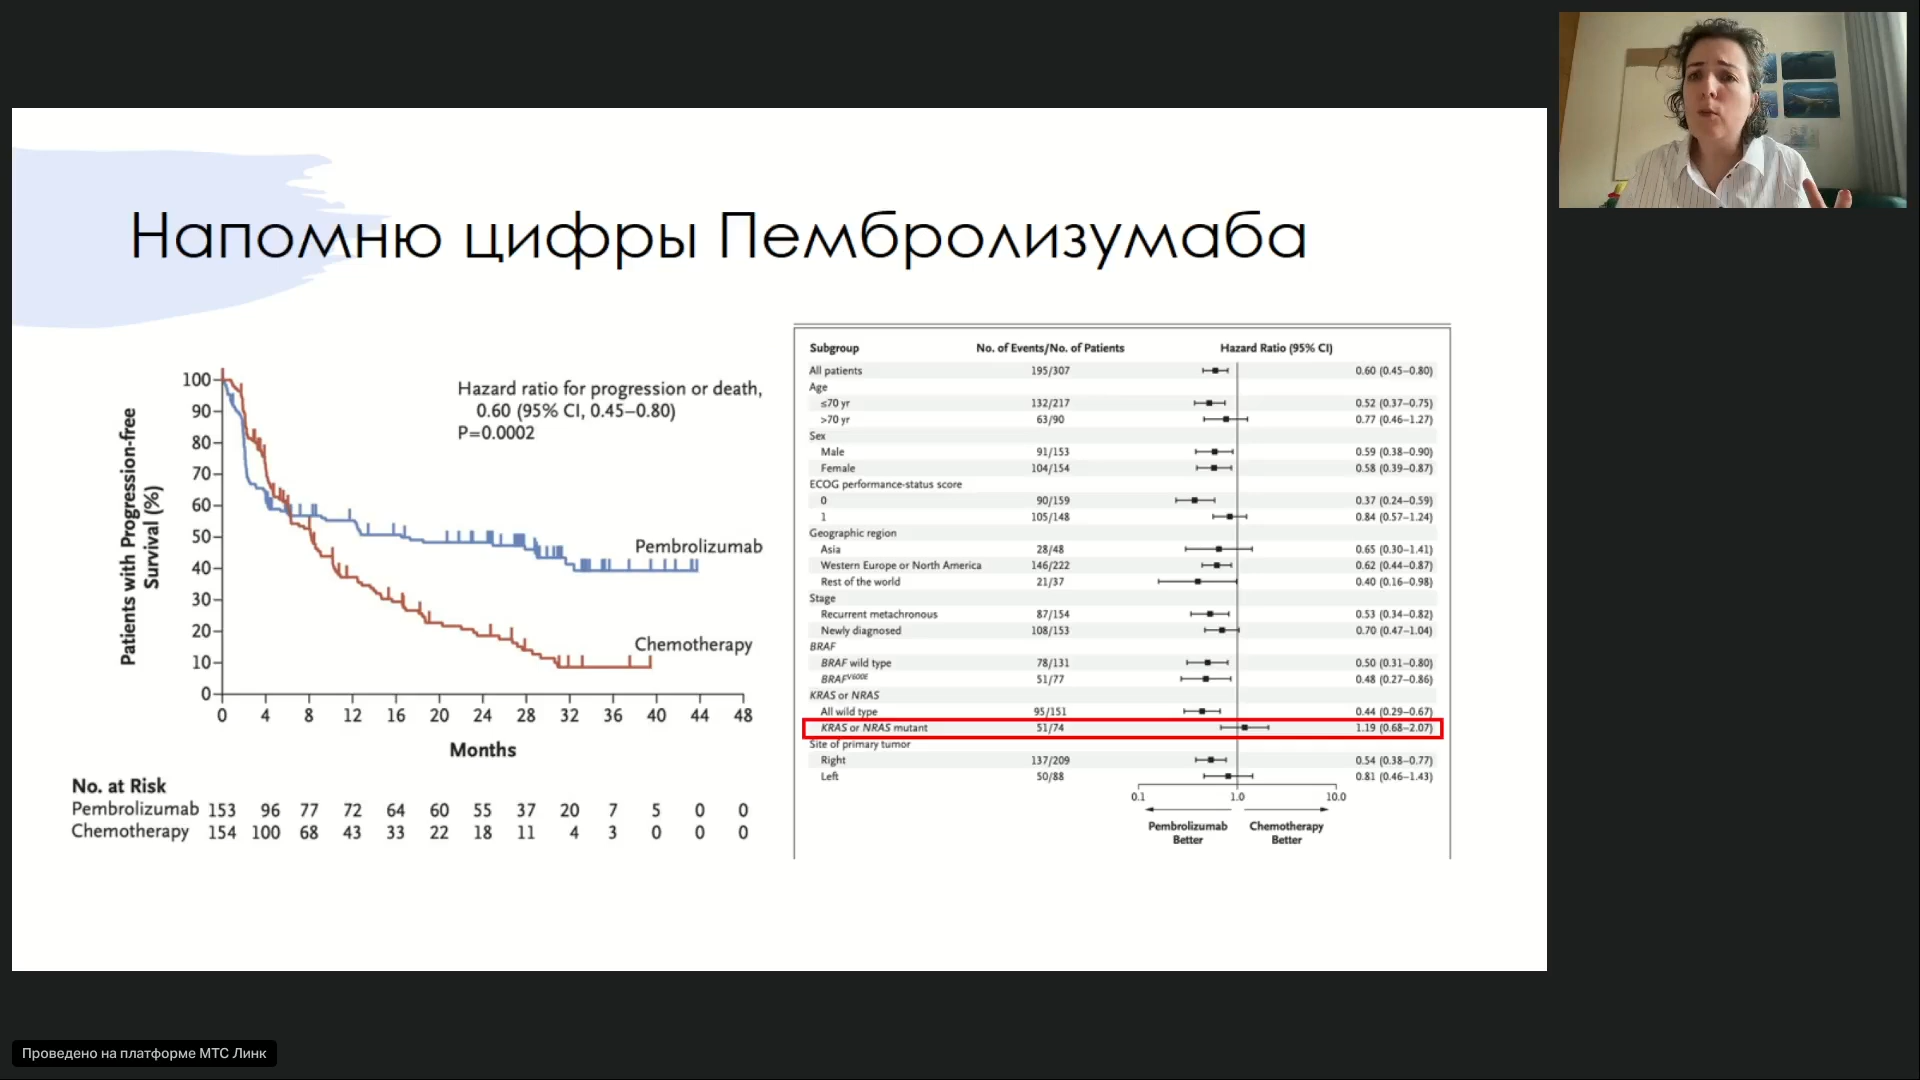 Напомню цифры Пембролизумаба
Patients with Progression-free
Survival (%)
100
90
80
70
60
50
40
30
20
10
0
Hazard ratio for progression or death,
0.60 (95% CI, 0.45–0.80)
P=0.0002
Pembrolizumab
Chemotherapy
0 4 8 12 16 20 24 28 32 36 40 44 48
Months
No. at Risk
Pembrolizumab 153 96 77 72 64 60 55 37 20 7 5 0 0
Chemotherapy 154 100 68 43 33 22 18 11 4 3 0 0 0
Subgroup No. of Events/No. of Patients Hazard Ratio (95% CI)
All patients 195/307 0.60 (0.45–0.80)
Age
≤70 yr 132/217 0.52 (0.37–0.75)
>70 yr 63/90 0.77 (0.46–1.27)
Sex
Male 91/153 0.59 (0.38–0.90)
Female 104/154 0.58 (0.39–0.87)
ECOG performance-status score
0 90/159 0.37 (0.24–0.59)
1 105/148 0.84 (0.57–1.24)
Geographic region
Asia 28/48 0.65 (0.30–1.41)
Western Europe or North America 146/222 0.62 (0.44–0.87)
Rest of the world 21/37 0.40 (0.16–0.98)
Stage
Recurrent metachronous 87/154 0.53 (0.34–0.82)
Newly diagnosed 108/153 0.70 (0.47–1.04)
BRAF
BRAF wild type 78/131 0.50 (0.31–0.80)
BRAFV600E 51/77 0.48 (0.27–0.86)
KRAS or NRAS
All wild type 95/151 0.44 (0.29–0.67)
KRAS or NRAS mutant 51/74 1.19 (0.68–2.07)
Site of primary tumor
Right 137/209 0.54 (0.38–0.77)
Left 50/88 0.81 (0.46–1.43)
0.1 1.0 10.0
Pembrolizumab Chemotherapy
Better Better
Проведено на платформе МТС Линк